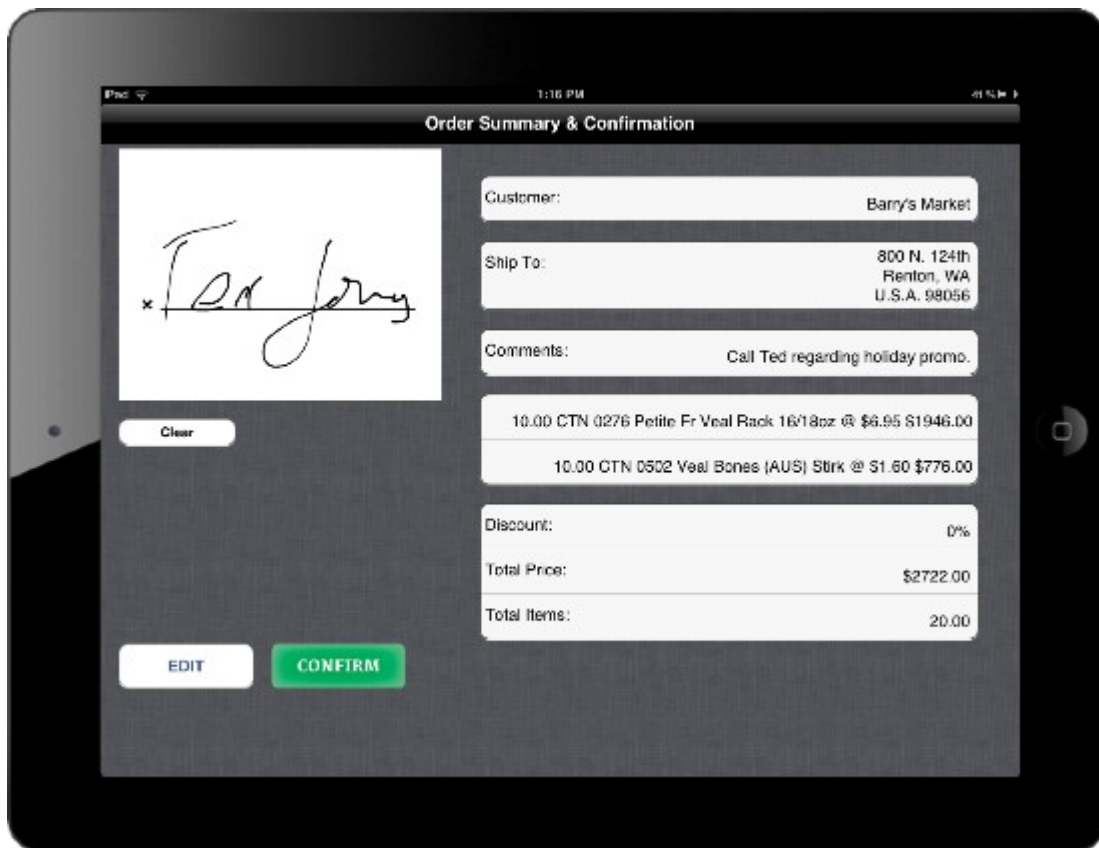 iPad
1:16 PM
41 %
Order Summary & Confirmation
x
Clear
EDIT
CONFIRM
Customer:
Barry's Market
Ship To:
800 N. 124th
Renton, WA
U.S.A. 98056
Comments:
Call Ted regarding holiday promo.
10.00 CTN 0276 Petite Fr Veal Rack 16/18oz @ $6.95 $1946.00
10.00 CTN 0502 Veal Bones (AUS) Stirk @ $1.60 $776.00
Discount:
0%
Total Price:
$2722.00
Total Items:
20.00